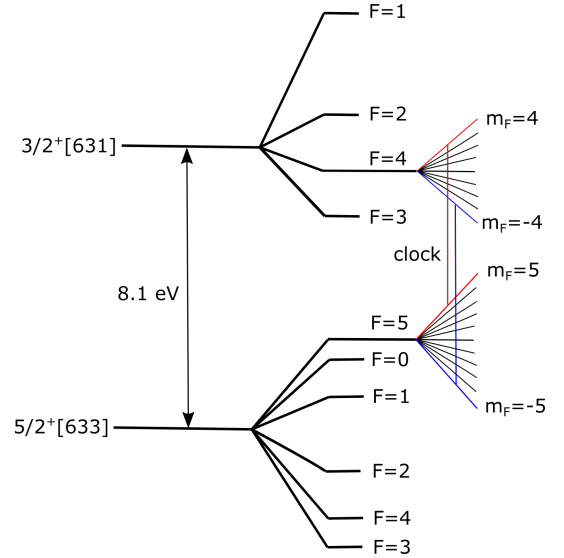 F=1
F=2
m_F=4
3/2⁺[631]
F=4
F=3
m_F=-4
clock
m_F=5
8.1 eV
F=5
F=0
F=1
m_F=-5
5/2⁺[633]
F=2
F=4
F=3